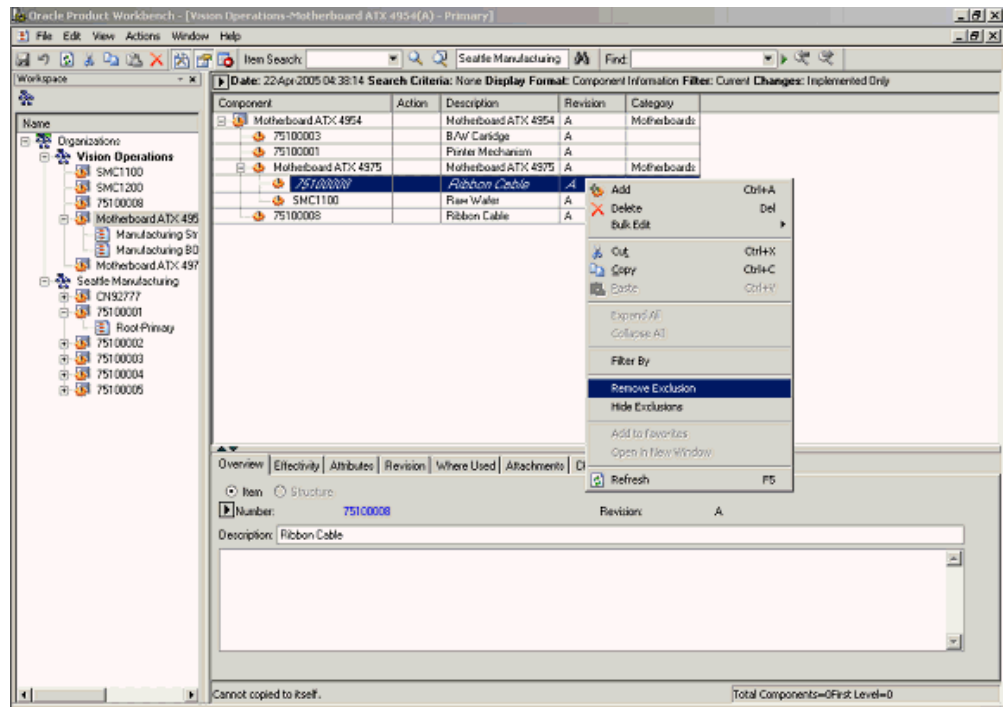 Oracle Product Workbench - [Vision Operations-Motherboard ATX 4954(A) - Primary]
File Edit View Actions Window Help
Item Search: Seattle Manufacturing Find:
Workspace
Date: 22-Apr-2005 04:38:14 Search Criteria: None Display Format: Component Information Filter: Current Changes: Implemented Only
Name
Organizations
Vision Operations
SMC1100
SMC1200
75100008
Motherboard ATX 495
Manufacturing Str
Manufacturing BO
Motherboard ATX 497
Seattle Manufacturing
CN92777
75100001
Root-Primary
75100002
75100003
75100004
75100005
Component Action Description Revision Category
Motherboard ATX 4954 Motherboard ATX 4954 A Motherboards
75100003 B/W Cartidge A
75100001 Printer Mechanism A
Motherboard ATX 4975 Motherboard ATX 4975 A Motherboards
75100008 Ribbon Cable A
SMC1100 Raw Wafer A
75100008 Ribbon Cable A
Add Ctrl+A
Delete Del
Bulk Edit
Cut Ctrl+X
Copy Ctrl+C
Paste Ctrl+V
Expand All
Collapse All
Filter By
Remove Exclusion
Hide Exclusions
Add to Favorites
Open in New Window
Refresh F5
Overview Effectivity Attributes Revision Where Used Attachments
Item Structure
Number: 75100008 Revision: A
Description: Ribbon Cable
Cannot copied to itself.
Total Components=0First Level=0